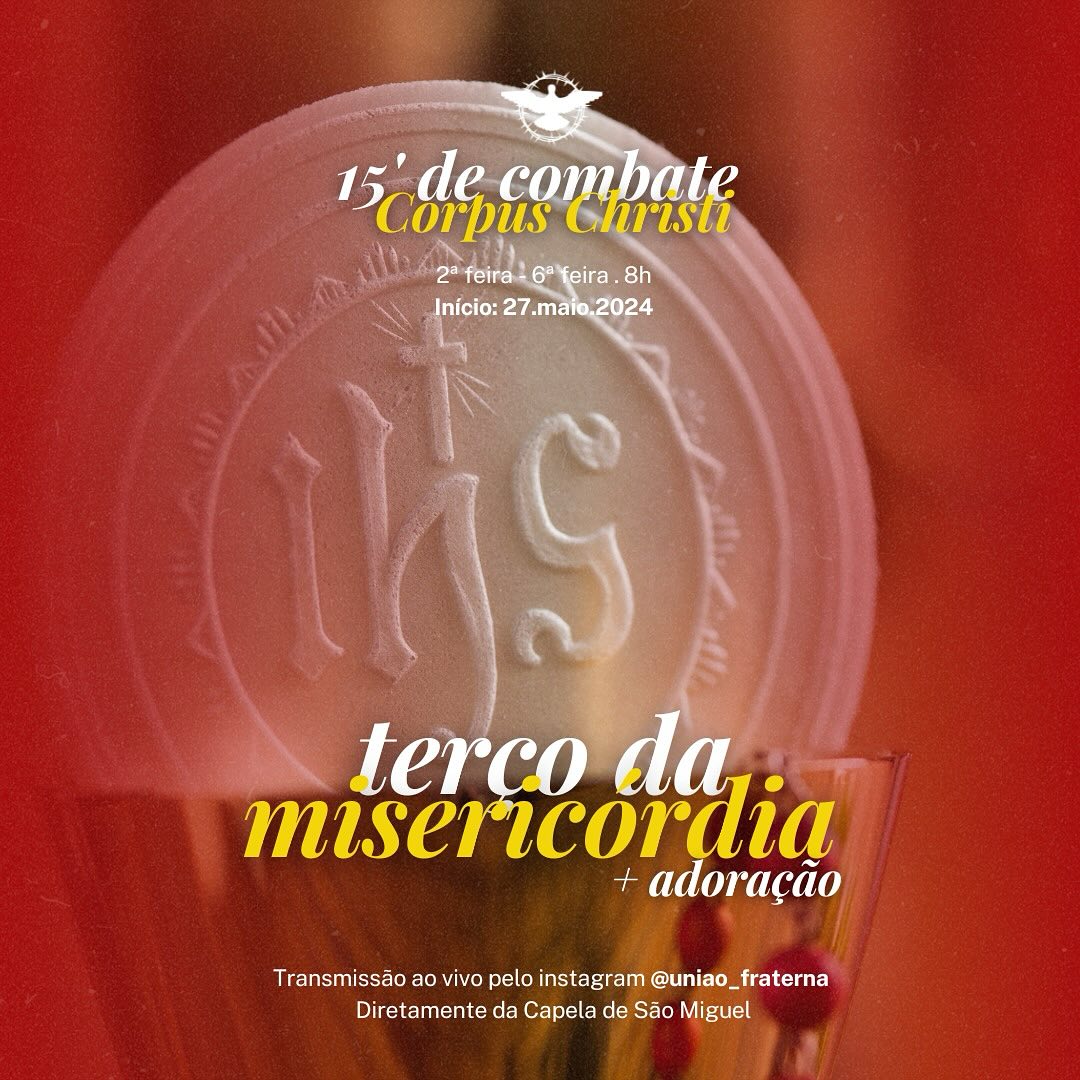 15' de combate
Corpus Christi
2ª feira - 6ª feira . 8h
Início: 27.maio.2024
ihs
terço da
misericórdia
+ adoração
Transmissão ao vivo pelo instagram @uniao_fraterna
Diretamente da Capela de São Miguel